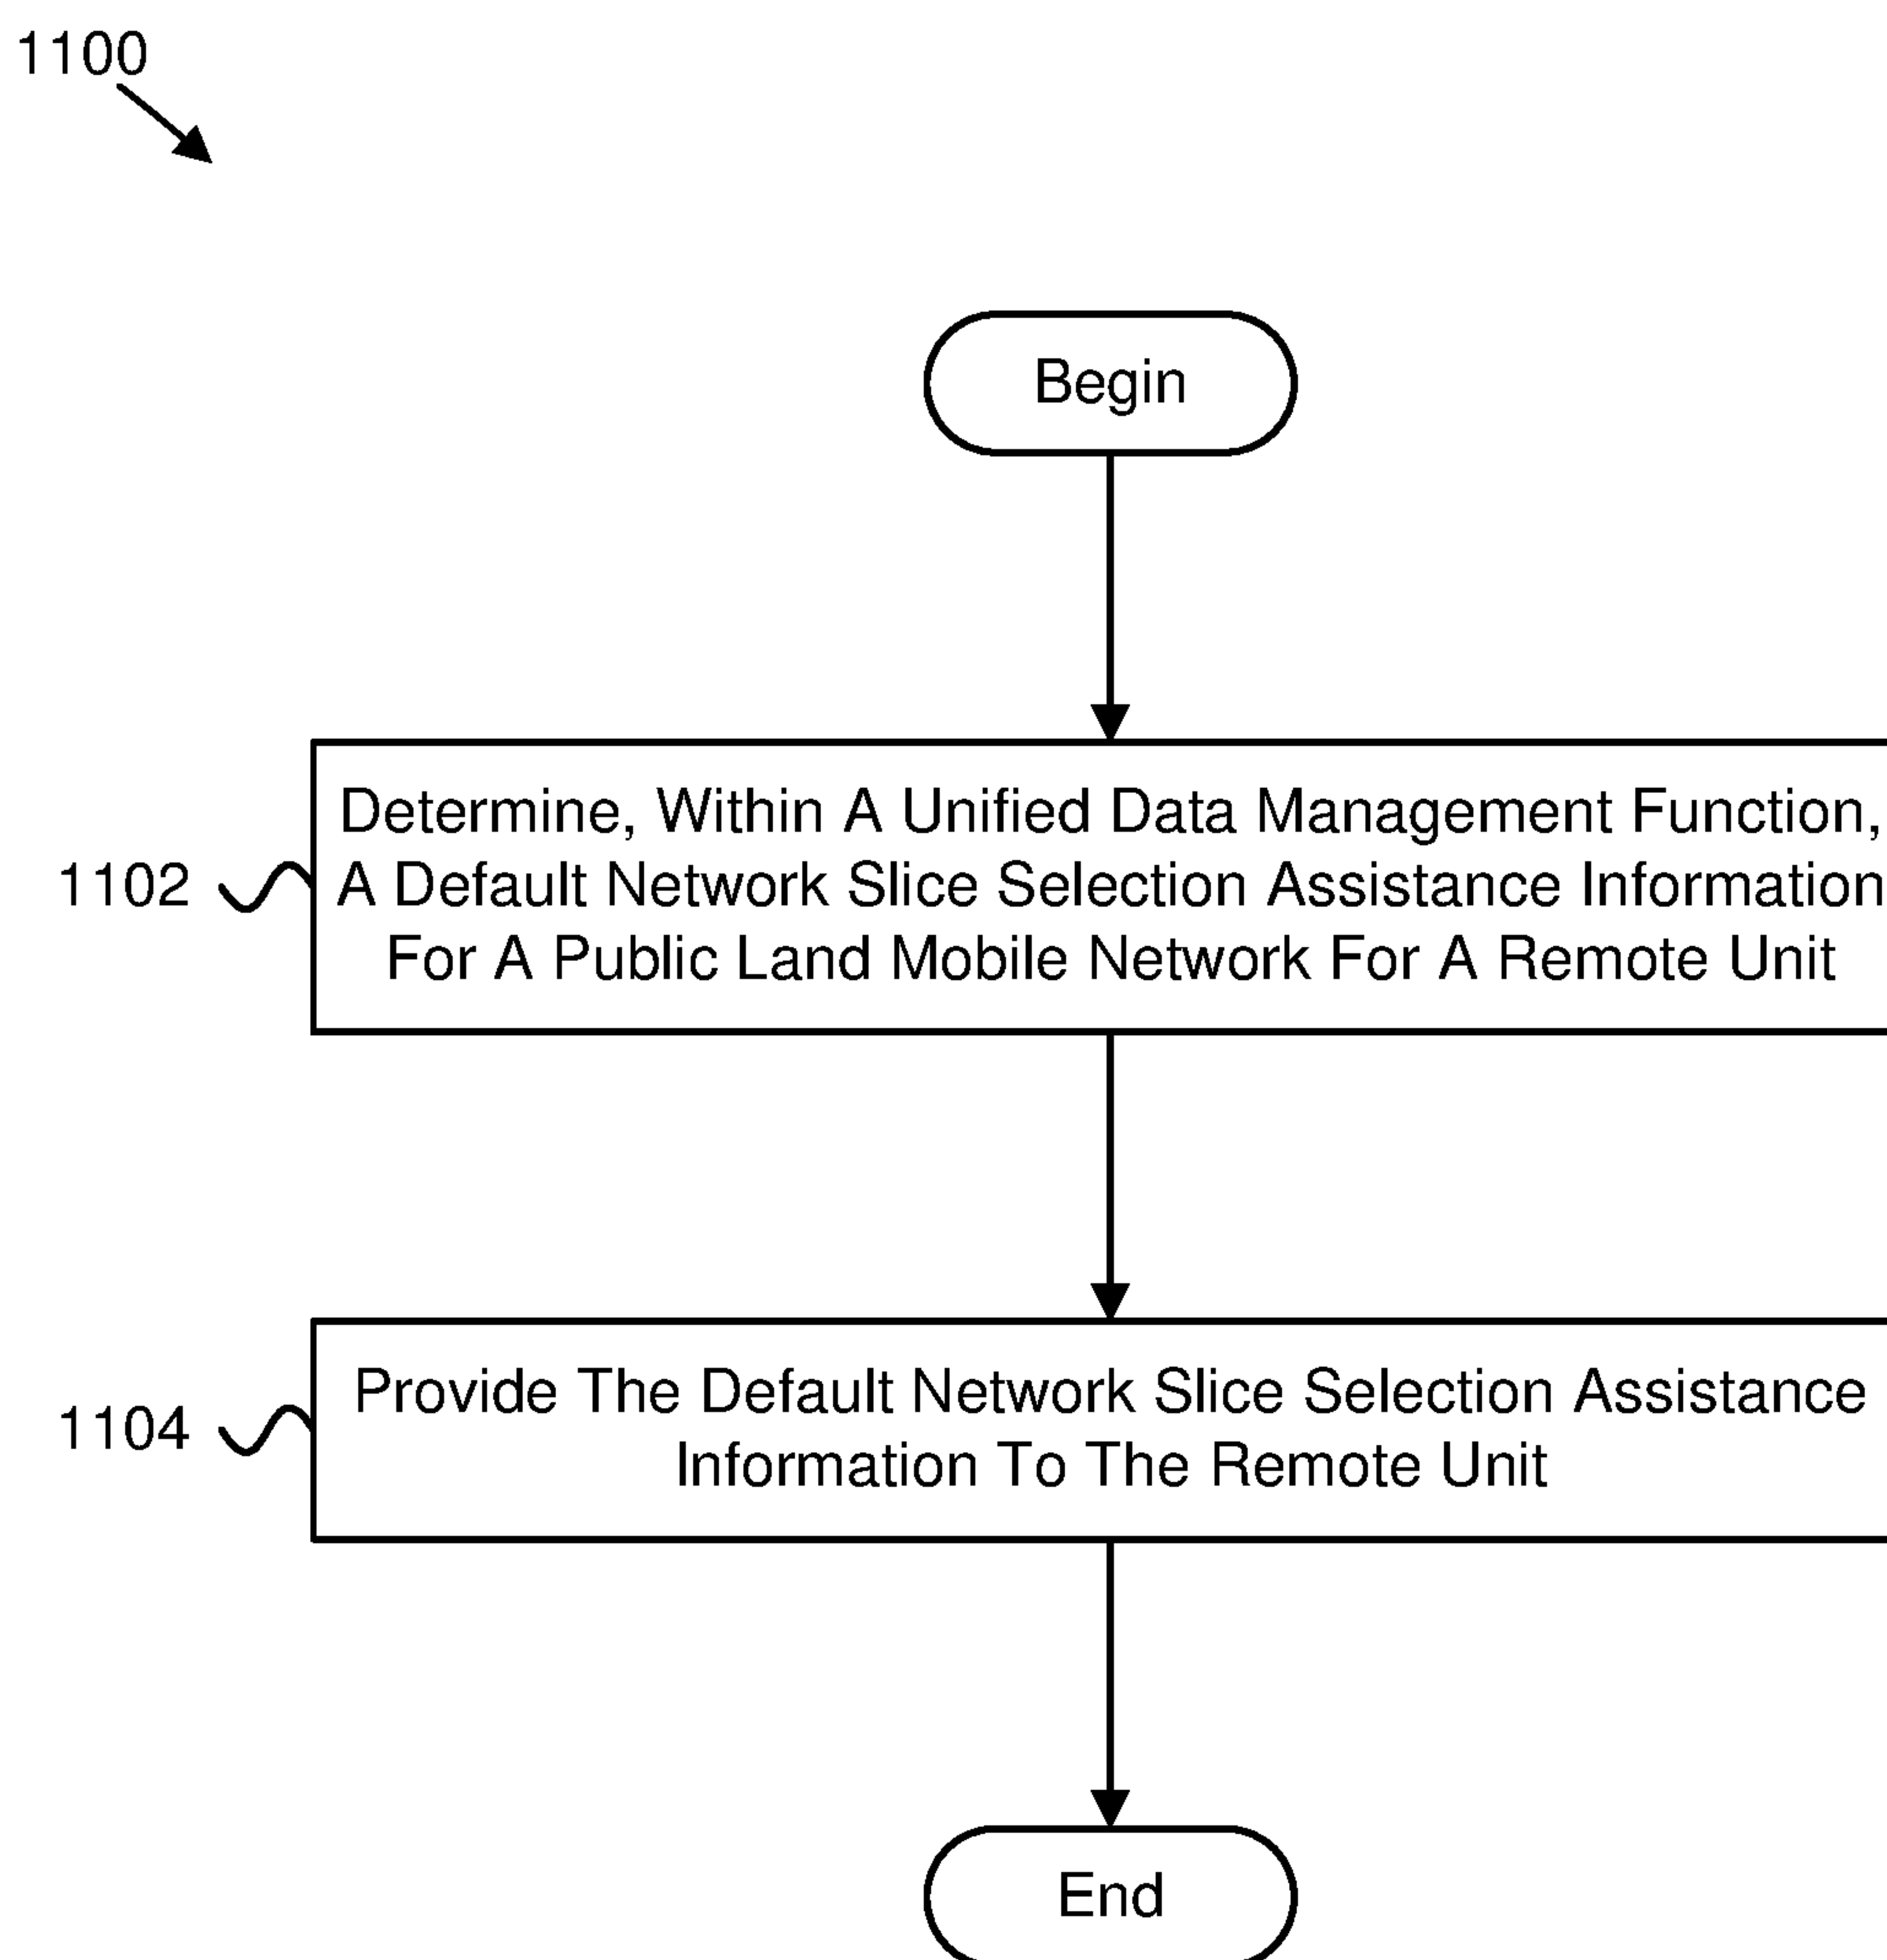 1100
Begin
1102
Determine, Within A Unified Data Management Function,
A Default Network Slice Selection Assistance Information
For A Public Land Mobile Network For A Remote Unit
1104
Provide The Default Network Slice Selection Assistance
Information To The Remote Unit
End